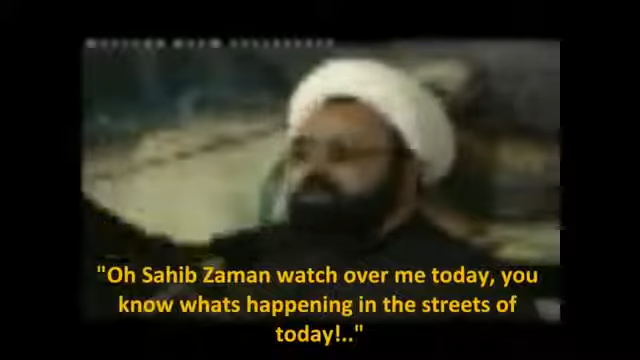 "Oh Sahib Zaman watch over me today, you
know whats happening in the streets of
today!.."